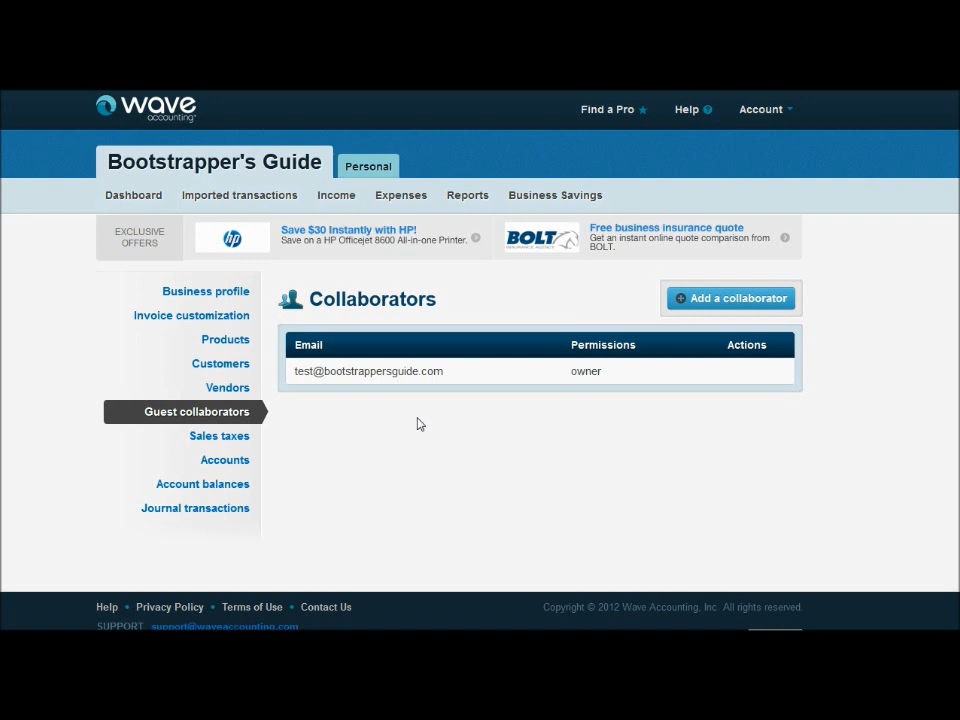 wave
accounting™
Find a Pro Help Account
Bootstrapper's Guide Personal
Dashboard Imported transactions Income Expenses Reports Business Savings
EXCLUSIVE
OFFERS
hp
Save $30 Instantly with HP!
Save on a HP Officejet 8600 All-in-one Printer.
BOLT
Free business insurance quote
Get an instant online quote comparison from
BOLT.
Business profile
Invoice customization
Products
Customers
Vendors
Guest collaborators
Sales taxes
Accounts
Account balances
Journal transactions
Collaborators
Add a collaborator
Email Permissions Actions
test@bootstrappersguide.com owner
Help • Privacy Policy • Terms of Use • Contact Us
Copyright © 2012 Wave Accounting, Inc. All rights reserved.
SUPPORT support@waveaccounting.com